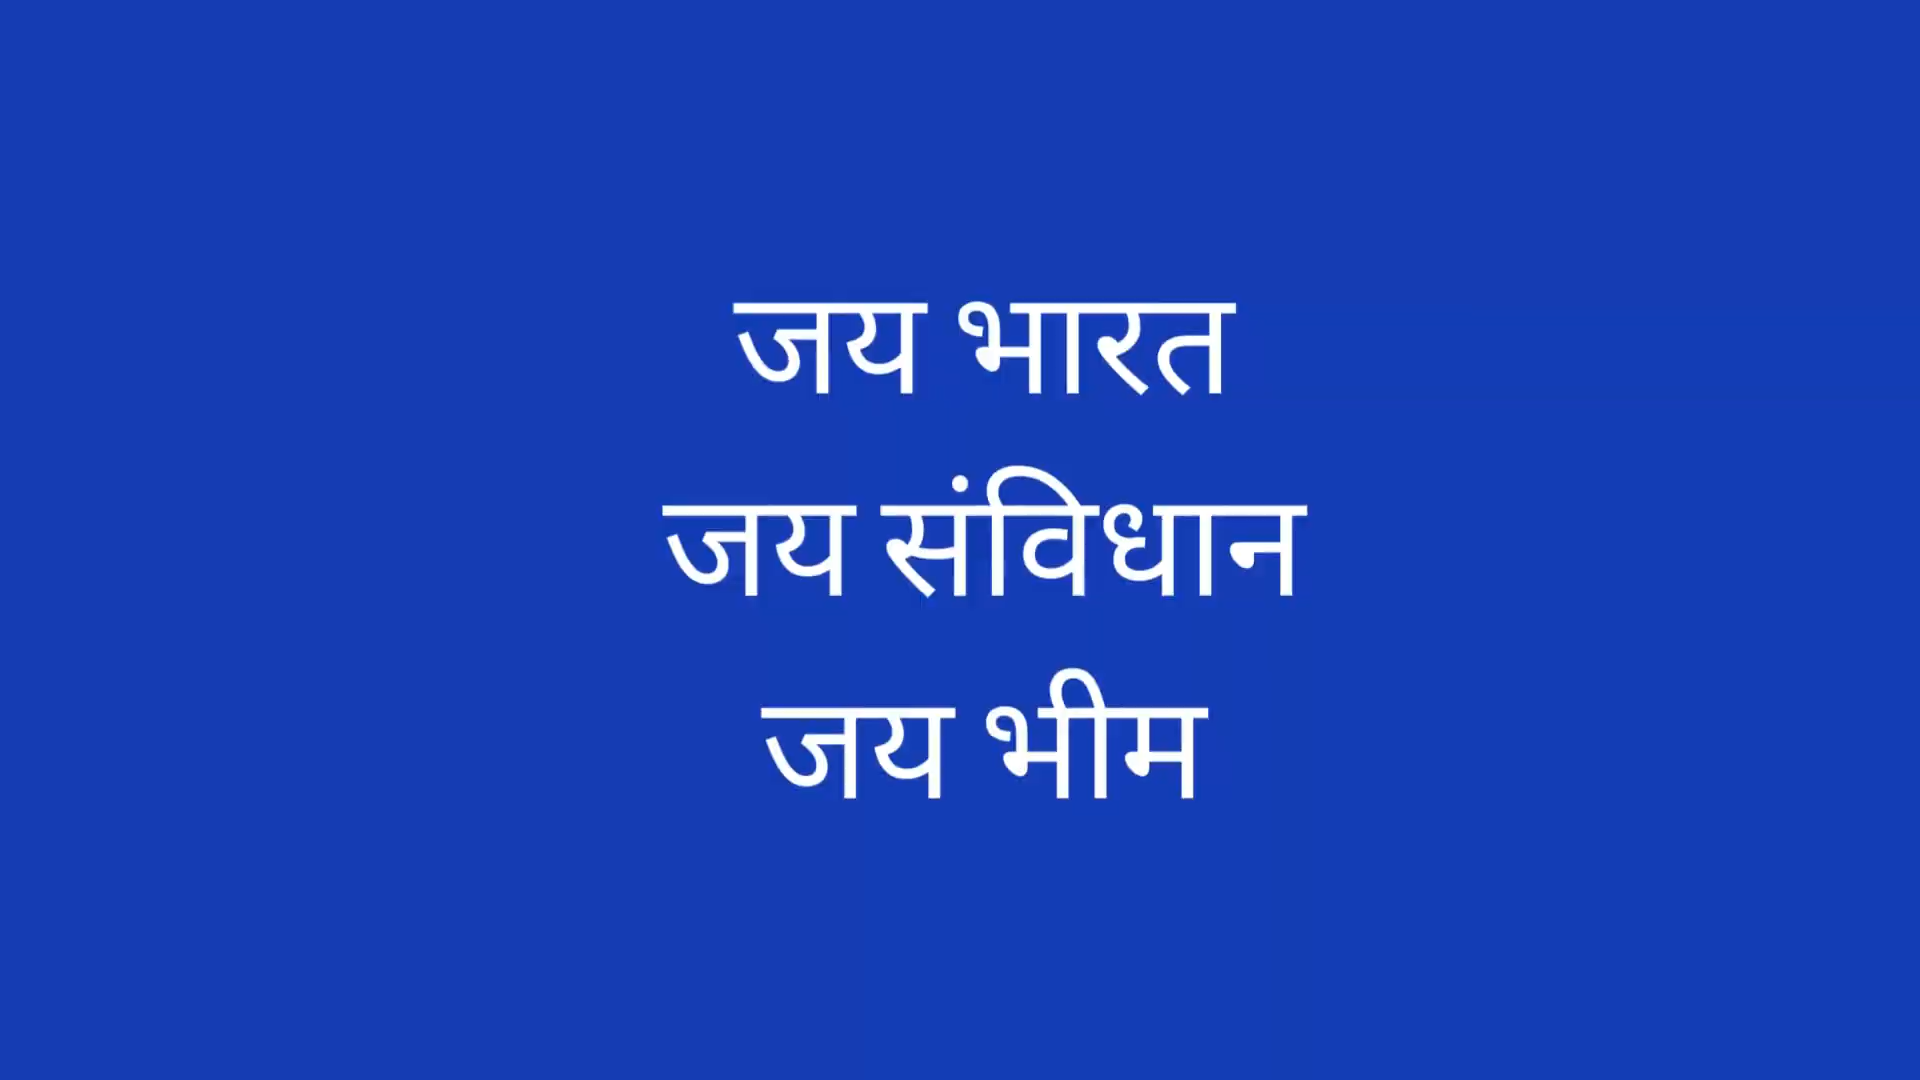 जय भारत
जय संविधान
जय भीम